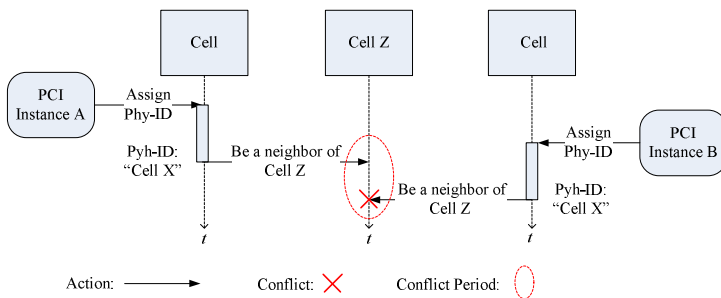 Cell
Cell Z
Cell
PCI
Instance A
Assign
Phy-ID
Pyh-ID:
“Cell X”
Be a neighbor of
Cell Z
Assign
Phy-ID
PCI
Instance B
Be a neighbor of
Cell Z
Pyh-ID:
“Cell X”
t
t
t
Action:
Conflict:
Conflict Period: